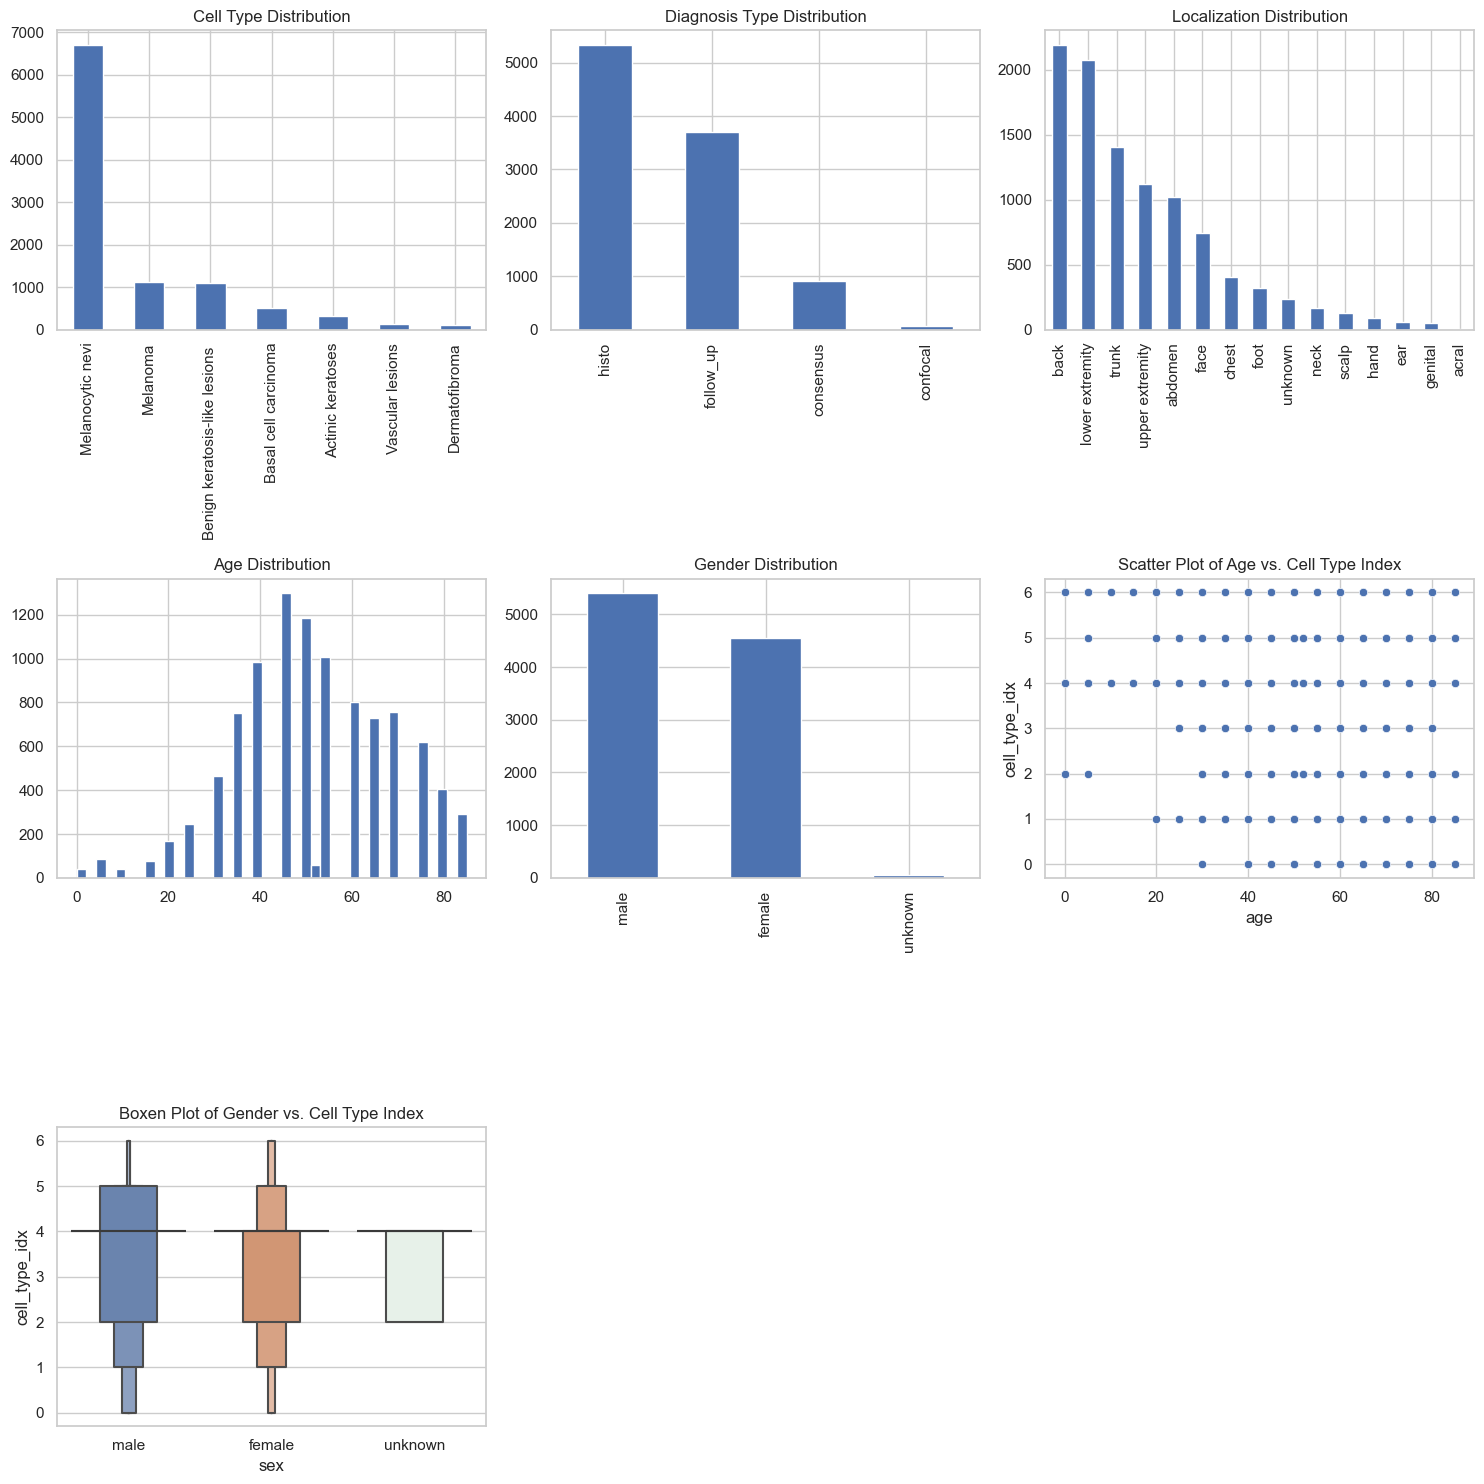 Cell Type Distribution
7000
6000
5000
4000
3000
2000
1000
0
Melanocytic nevi
Melanoma
Benign keratosis-like lesions
Basal cell carcinoma
Actinic keratoses
Vascular lesions
Dermatofibroma
Diagnosis Type Distribution
5000
4000
3000
2000
1000
0
histo
follow_up
consensus
confocal
Localization Distribution
2000
1500
1000
500
0
back
lower extremity
trunk
upper extremity
abdomen
face
chest
foot
unknown
neck
scalp
hand
ear
genital
acral
Age Distribution
1200
1000
800
600
400
200
0
0 20 40 60 80
Gender Distribution
5000
4000
3000
2000
1000
0
male
female
unknown
Scatter Plot of Age vs. Cell Type Index
cell_type_idx
6
5
4
3
2
1
0
0 20 40 60 80
age
Boxen Plot of Gender vs. Cell Type Index
cell_type_idx
6
5
4
3
2
1
0
male female unknown
sex